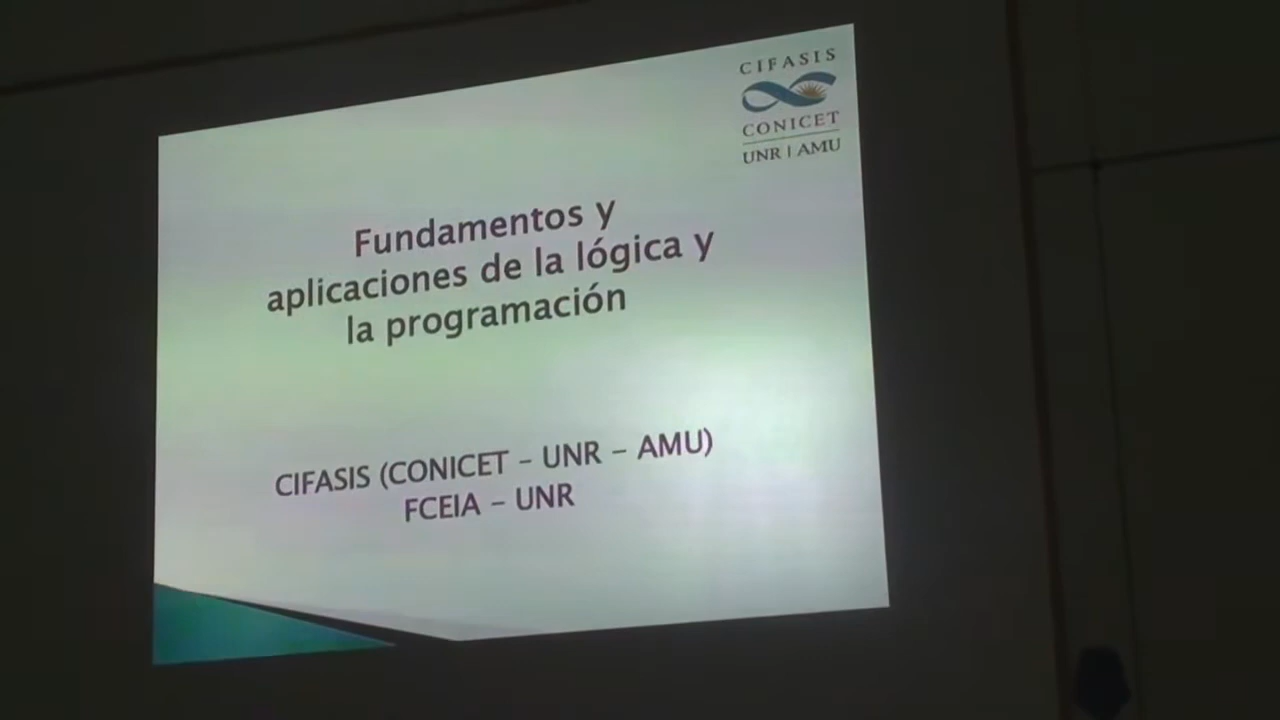 CIFASIS
CONICET
UNR | AMU
Fundamentos y
aplicaciones de la lógica y
la programación
CIFASIS (CONICET – UNR – AMU)
FCEIA – UNR